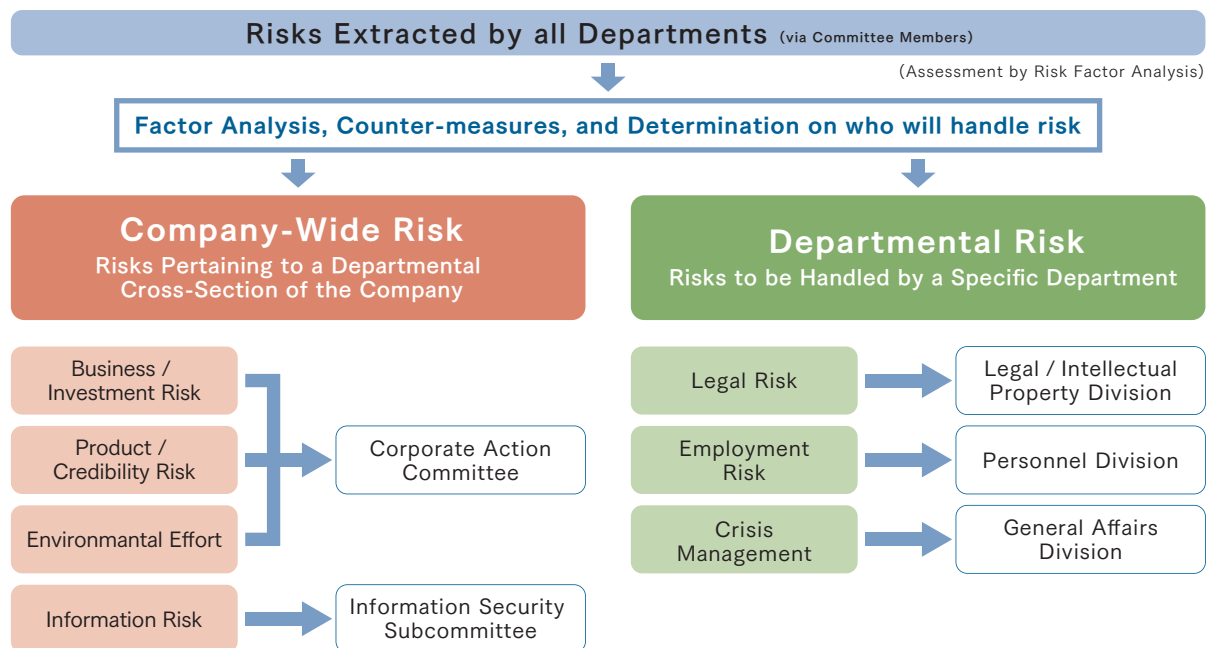 Risks Extracted by all Departments (via Committee Members)
(Assessment by Risk Factor Analysis)
Factor Analysis, Counter-measures, and Determination on who will handle risk
Company-Wide Risk
Risks Pertaining to a Departmental
Cross-Section of the Company
Business /
Investment Risk
Product /
Credibility Risk
Environmantal Effort
Corporate Action
Committee
Information Risk
Information Security
Subcommittee
Departmental Risk
Risks to be Handled by a Specific Department
Legal Risk
Legal / Intellectual
Property Division
Employment
Risk
Personnel Division
Crisis
Management
General Affairs
Division